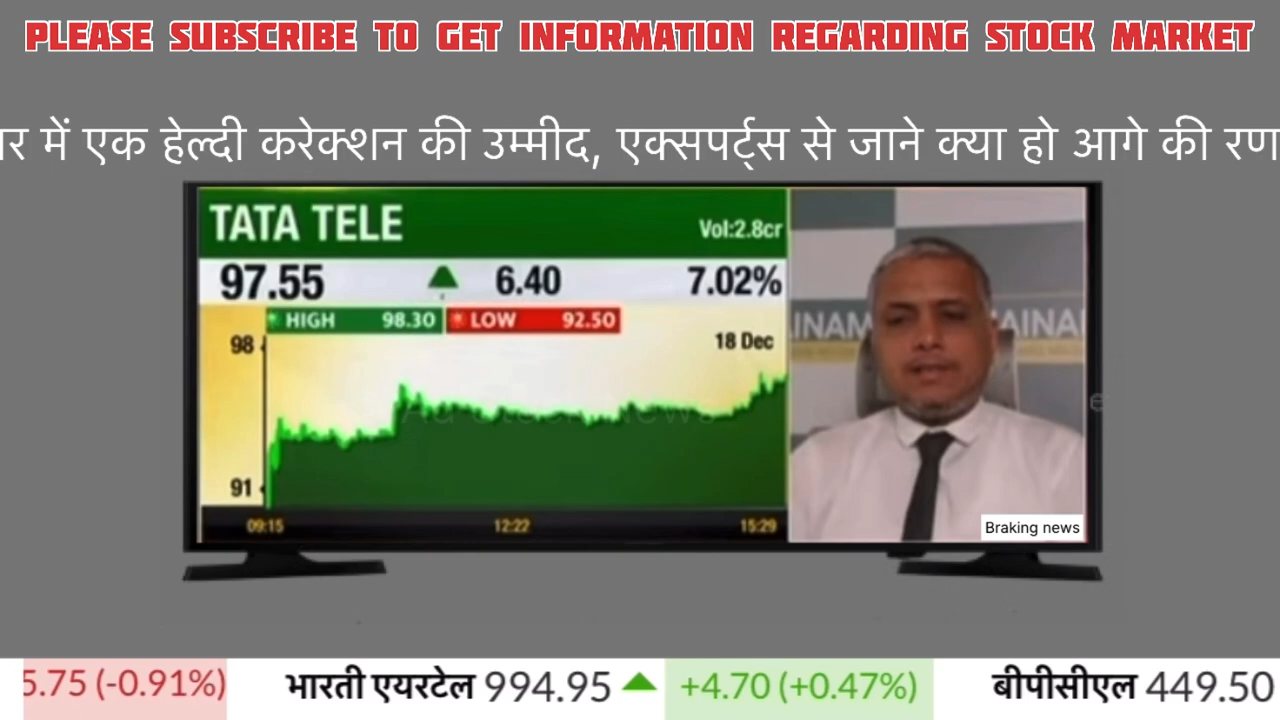 PLEASE SUBSCRIBE TO GET INFORMATION REGARDING STOCK MARKET
में एक हेल्दी करेक्शन की उम्मीद, एक्सपर्ट्स से जाने क्या हो आगे की
TATA TELE Vol:2.8cr
97.55 6.40 7.02%
HIGH 98.30 LOW 92.50
98 18 Dec
91
09:15 12:22 15:29
Braking news
5.75 (-0.91%) भारती एयरटेल 994.95 +4.70 (+0.47%) बीपीसीएल 449.50